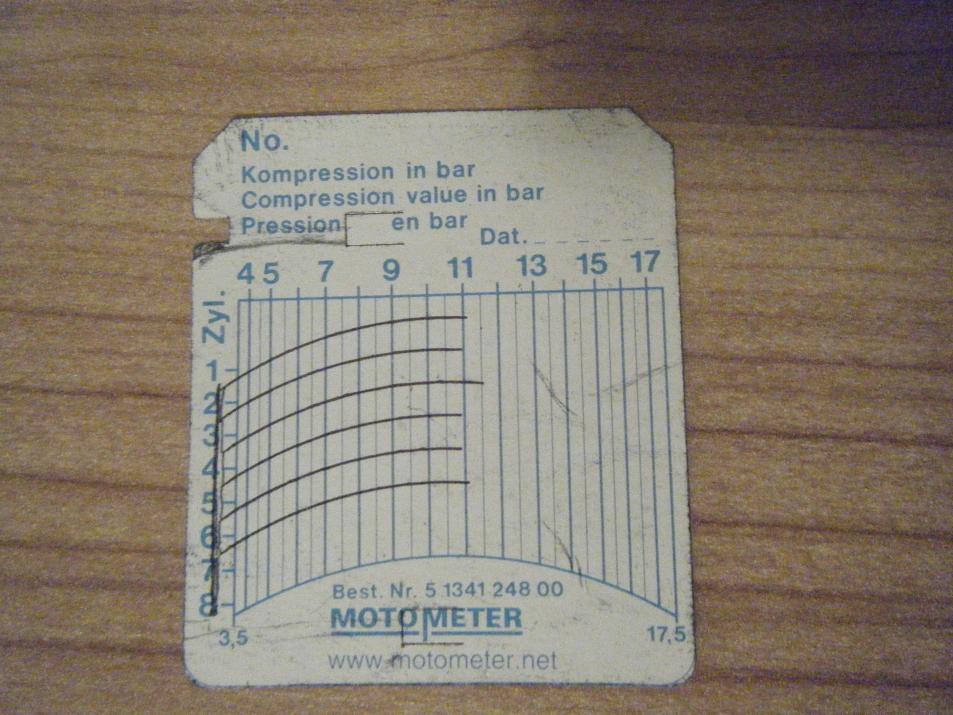 No.
Kompression in bar
Compression value in bar
Pression en bar
Dat.
4 5 7 9 11 13 15 17
Zyl.
1
2
3
4
5
6
7
8
3,5
17,5
Best. Nr. 5 1341 248 00
MOTOMETER
www.motometer.net